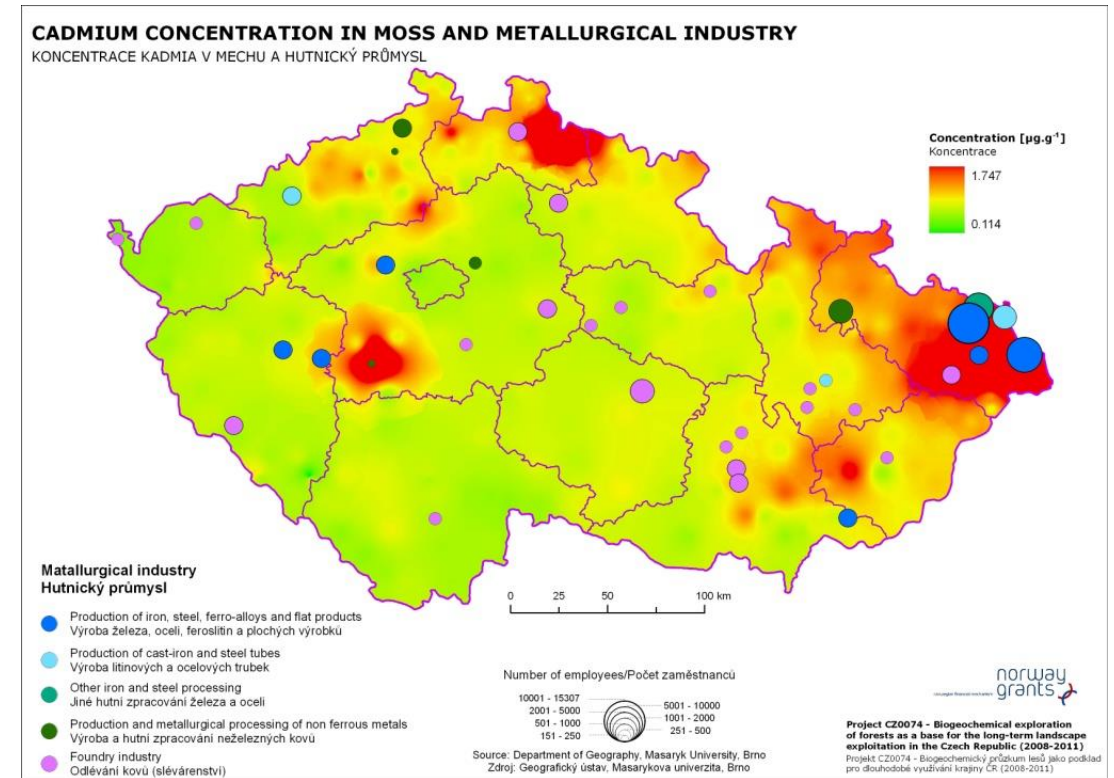 CADMIUM CONCENTRATION IN MOSS AND METALLURGICAL INDUSTRY
KONCENTRACE KADMIA V MECHU A HUTNICKÝ PRŮMYSL
Concentration [µg.g⁻¹]
Koncentrace
1.747
0.114
0 25 50 100 km
Matallurgical industry
Hutnický průmysl
Production of iron, steel, ferro-alloys and flat products
Výroba železa, oceli, feroslitin a plochých výrobků
Production of cast-iron and steel tubes
Výroba litinových a ocelových trubek
Other iron and steel processing
Jiné hutní zpracování železa a oceli
Production and metallurgical processing of non ferrous metals
Výroba a hutní zpracování neželezných kovů
Foundry industry
Odlévání kovů (slévárenství)
Number of employees/Počet zaměstnanců
10001 - 15307
5001 - 10000
2001 - 5000
1001 - 2000
501 - 1000
251 - 500
151 - 250
Source: Department of Geography, Masaryk University, Brno
Zdroj: Geografický ústav, Masarykova univerzita, Brno
norway
grants
Project CZ0074 - Biogeochemical exploration
of forests as a base for the long-term landscape
exploitation in the Czech Republic (2008-2011)
Projekt CZ0074 - Biogeochemický průzkum lesů jako podklad
pro dlouhodobé využívání krajiny ČR (2008-2011)